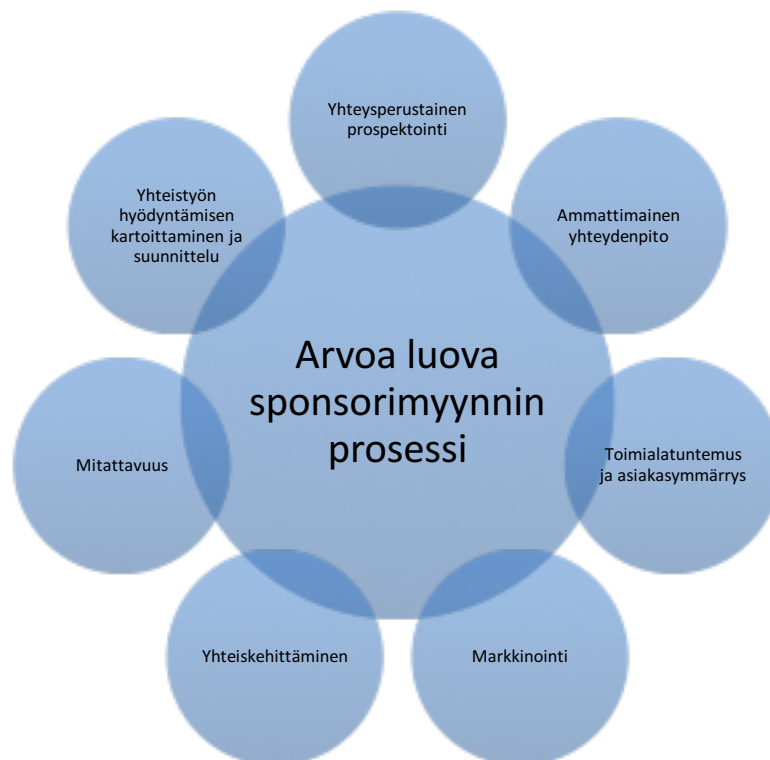 Yhteysperustainen
prospektointi
Ammattimainen
yhteydenpito
Toimialatuntemus
ja asiakasymmärrys
Markkinointi
Yhteiskehittäminen
Mitattavuus
Yhteistyön
hyödyntämisen
kartoittaminen ja
suunnittelu
Arvoa luova
sponsorimyynnin
prosessi